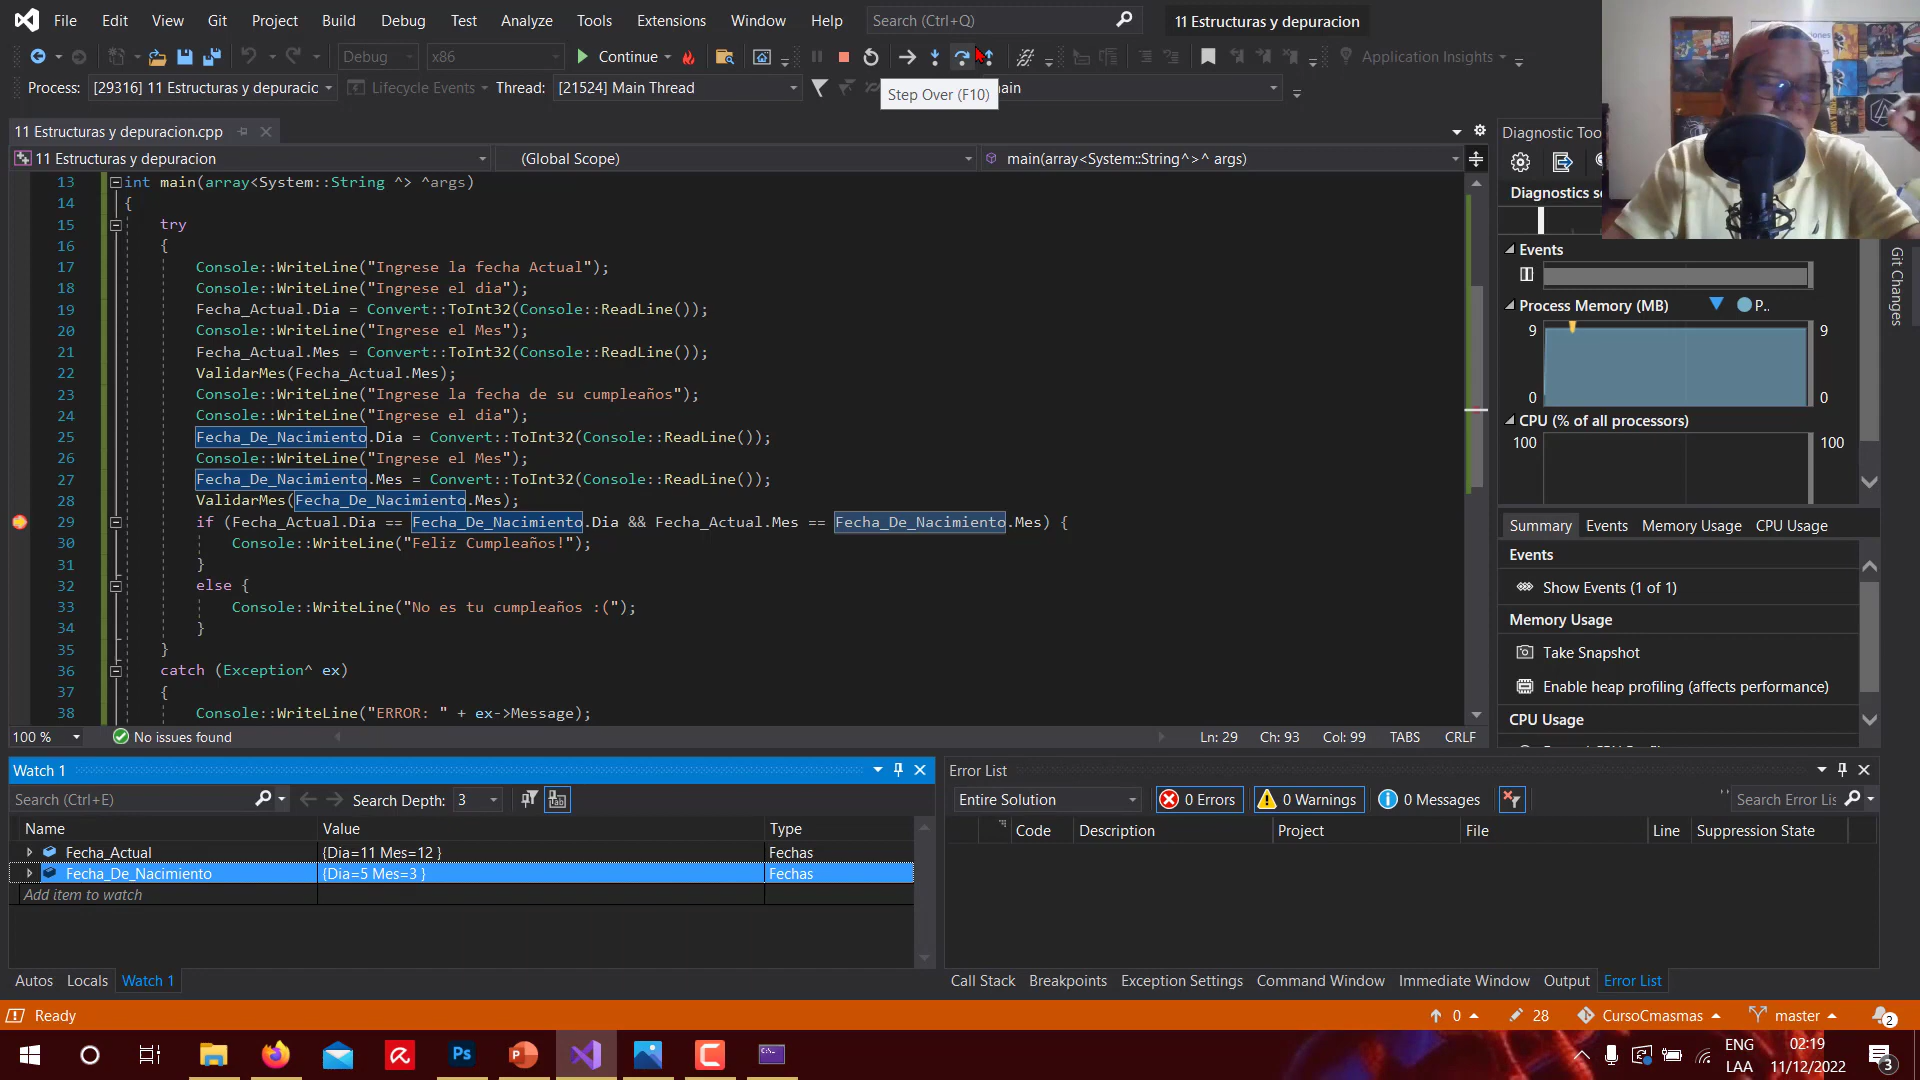 File Edit View Git Project Build Debug Test Analyze Tools Extensions Window Help Search (Ctrl+Q) 11 Estructuras y depuracion
Debug x86 Continue Application Insights
Process: [29316] 11 Estructuras y depuracio Lifecycle Events Thread: [21524] Main Thread Step Over (F10) ain
11 Estructuras y depuracion.cpp
11 Estructuras y depuracion (Global Scope) main(array<System::String^>^ args)
13 int main(array<System::String ^> ^args)
14 {
15 try
16 {
17 Console::WriteLine("Ingrese la fecha Actual");
18 Console::WriteLine("Ingrese el dia");
19 Fecha_Actual.Dia = Convert::ToInt32(Console::ReadLine());
20 Console::WriteLine("Ingrese el Mes");
21 Fecha_Actual.Mes = Convert::ToInt32(Console::ReadLine());
22 ValidarMes(Fecha_Actual.Mes);
23 Console::WriteLine("Ingrese la fecha de su cumpleaños");
24 Console::WriteLine("Ingrese el dia");
25 Fecha_De_Nacimiento.Dia = Convert::ToInt32(Console::ReadLine());
26 Console::WriteLine("Ingrese el Mes");
27 Fecha_De_Nacimiento.Mes = Convert::ToInt32(Console::ReadLine());
28 ValidarMes(Fecha_De_Nacimiento.Mes);
29 if (Fecha_Actual.Dia == Fecha_De_Nacimiento.Dia && Fecha_Actual.Mes == Fecha_De_Nacimiento.Mes) {
30 Console::WriteLine("Feliz Cumpleaños!");
31 }
32 else {
33 Console::WriteLine("No es tu cumpleaños :(");
34 }
35 }
36 catch (Exception^ ex)
37 {
38 Console::WriteLine("ERROR: " + ex->Message);
100 % No issues found Ln: 29 Ch: 93 Col: 99 TABS CRLF
Diagnostic Too
Diagnostics se
Events
Process Memory (MB) P..
9 9
0 0
CPU (% of all processors)
100 100
Summary Events Memory Usage CPU Usage
Events
Show Events (1 of 1)
Memory Usage
Take Snapshot
Enable heap profiling (affects performance)
CPU Usage
Git Changes
Watch 1
Search (Ctrl+E) Search Depth: 3
Name Value Type
Fecha_Actual {Dia=11 Mes=12 } Fechas
Fecha_De_Nacimiento {Dia=5 Mes=3 } Fechas
Add item to watch
Autos Locals Watch 1
Error List
Entire Solution 0 Errors 0 Warnings 0 Messages Search Error Lis
Code Description Project File Line Suppression State
Call Stack Breakpoints Exception Settings Command Window Immediate Window Output Error List
Ready 0 28 CursoCmasmas master 2
Ps ENG 02:19
LAA 11/12/2022 3